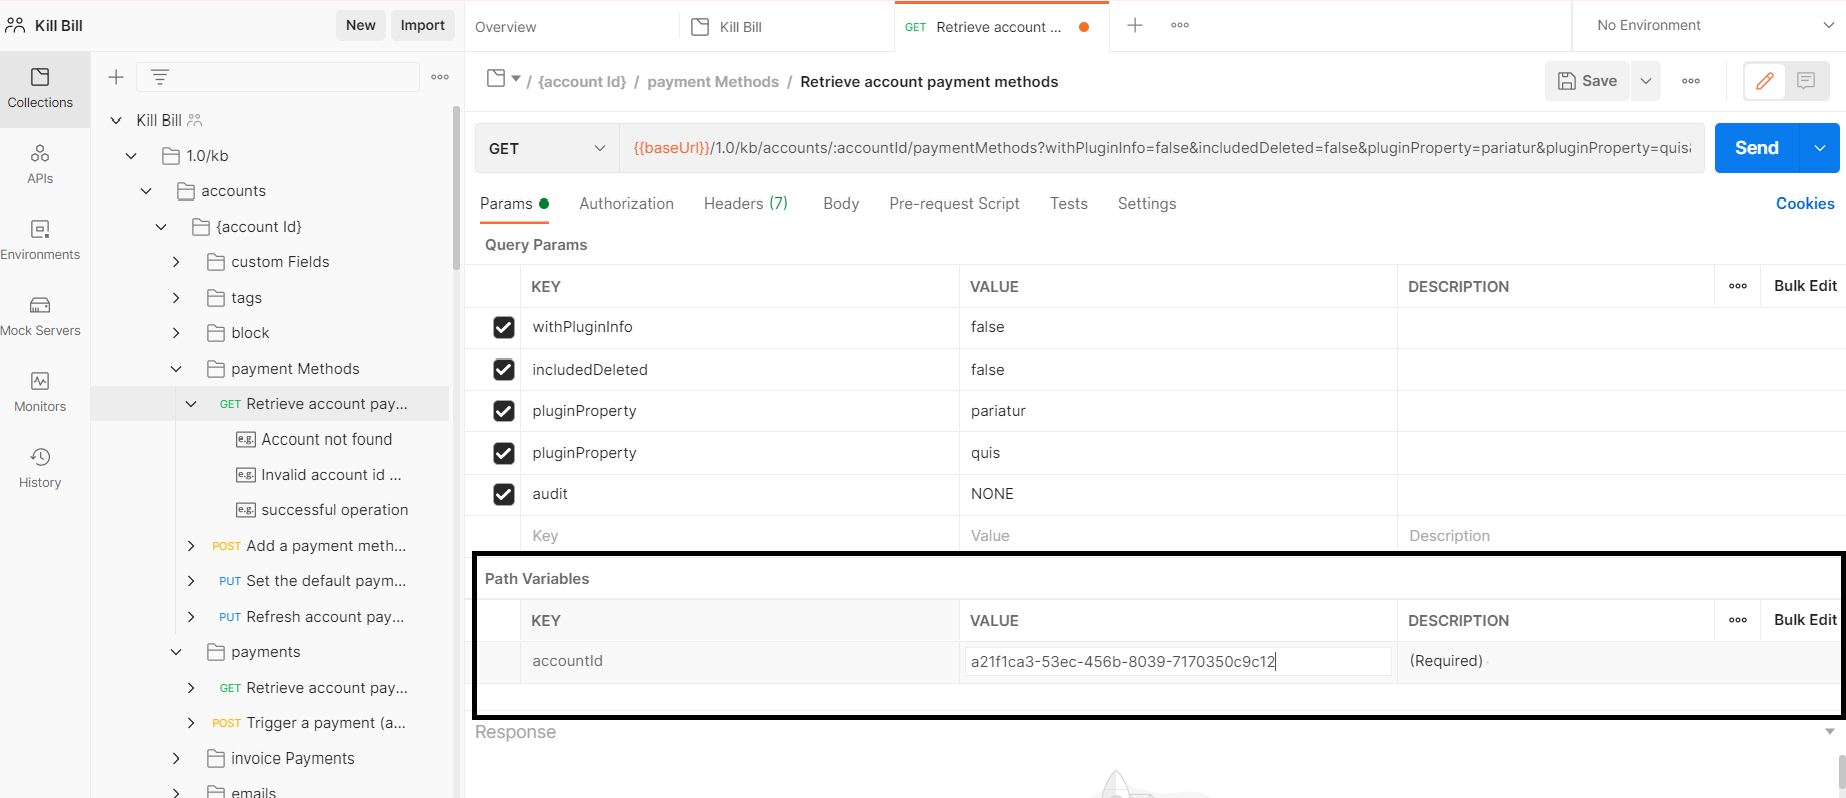 Kill Bill
New
Import
Overview
Kill Bill
GET Retrieve account ...
No Environment
Collections
APIs
Environments
Mock Servers
Monitors
History
Kill Bill
1.0/kb
accounts
{account Id}
custom Fields
tags
block
payment Methods
GET Retrieve account pay...
e.g. Account not found
e.g. Invalid account id ...
e.g. successful operation
POST Add a payment meth...
PUT Set the default paym...
PUT Refresh account pay...
payments
GET Retrieve account pay...
POST Trigger a payment (a...
invoice Payments
emails
/ {account Id} / payment Methods / Retrieve account payment methods
Save
GET
{{baseUrl}}/1.0/kb/accounts/:accountId/paymentMethods?withPluginInfo=false&includedDeleted=false&pluginProperty=pariatur&pluginProperty=quis&
Send
Params
Authorization
Headers (7)
Body
Pre-request Script
Tests
Settings
Cookies
Query Params
KEY VALUE DESCRIPTION Bulk Edit
withPluginInfo false
includedDeleted false
pluginProperty pariatur
pluginProperty quis
audit NONE
Key Value Description
Path Variables
KEY VALUE DESCRIPTION Bulk Edit
accountId a21f1ca3-53ec-456b-8039-7170350c9c12 (Required)
Response